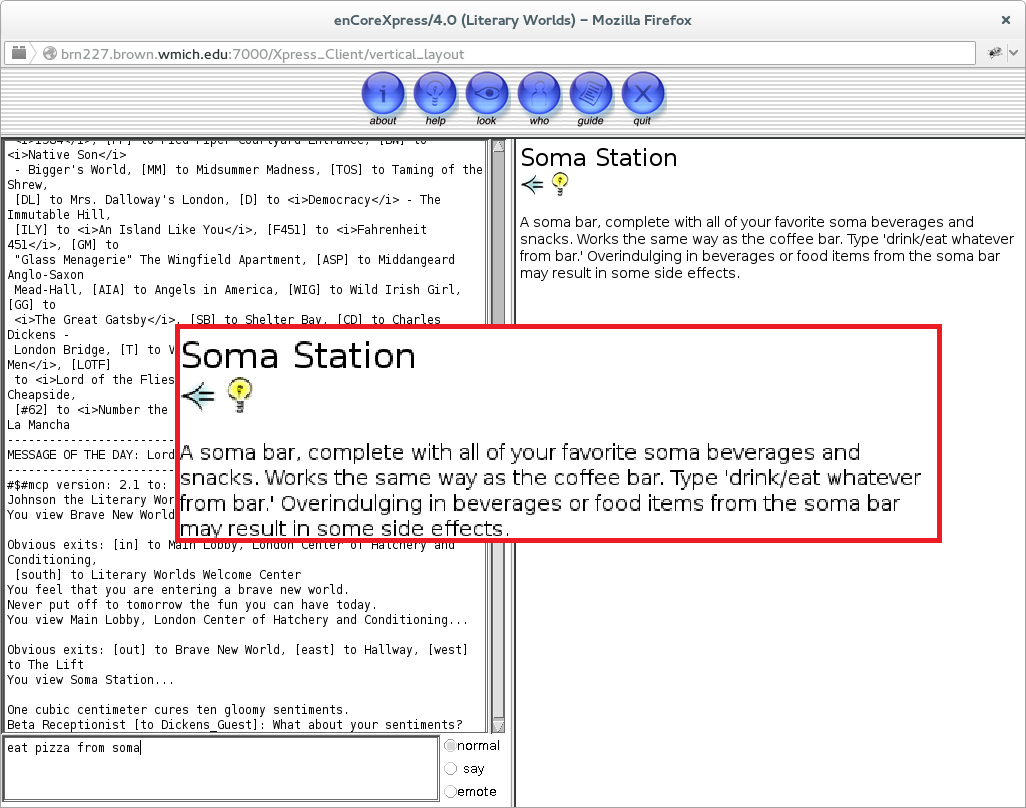 enCoreXpress/4.0 (Literary Worlds) – Mozilla Firefox
brn227.brown.wmich.edu:7000/Xpress_Client/vertical_layout
about help look who guide quit
<i>1984</i>, [PP] to Pied Piper Courtyard Entrance, [BW] to
<i>Native Son</i>
- Bigger's World, [MM] to Midsummer Madness, [TOS] to Taming of the
Shrew,
[DL] to Mrs. Dalloway's London, [D] to <i>Democracy</i> - The
Immutable Hill,
[ILY] to <i>An Island Like You</i>, [F451] to <i>Fahrenheit
451</i>, [GM] to
"Glass Menagerie" The Wingfield Apartment, [ASP] to Middangeard
Anglo-Saxon
Mead-Hall, [AIA] to Angels in America, [WIG] to Wild Irish Girl,
[GG] to
<i>The Great Gatsby</i>, [SB] to Shelter Bay, [CD] to Charles
Dickens -
London Bridge, [T] to
Men</i>, [LOTF]
to <i>Lord of the Flies
Cheapside,
[#62] to <i>Number the
La Mancha
MESSAGE OF THE DAY: Lord
#$#mcp version: 2.1 to:
Johnson the Literary Wor
You view Brave New World
Obvious exits: [in] to Main Lobby, London Center of Hatchery and
Conditioning,
[south] to Literary Worlds Welcome Center
You feel that you are entering a brave new world.
Never put off to tomorrow the fun you can have today.
You view Main Lobby, London Center of Hatchery and Conditioning...
Obvious exits: [out] to Brave New World, [east] to Hallway, [west]
to The Lift
You view Soma Station...
One cubic centimeter cures ten gloomy sentiments.
Beta Receptionist [to Dickens_Guest]: What about your sentiments?
eat pizza from soma
normal
say
emote
Soma Station
A soma bar, complete with all of your favorite soma beverages and
snacks. Works the same way as the coffee bar. Type 'drink/eat whatever
from bar.' Overindulging in beverages or food items from the soma bar
may result in some side effects.
Soma Station
A soma bar, complete with all of your favorite soma beverages and
snacks. Works the same way as the coffee bar. Type 'drink/eat whatever
from bar.' Overindulging in beverages or food items from the soma bar
may result in some side effects.